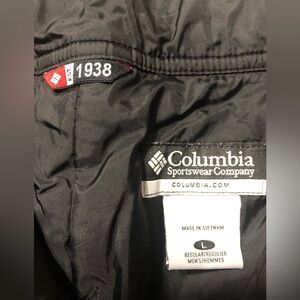 1938
Columbia
Sportswear Company
COLUMBIA.COM
MADE IN VIETNAM
L
REGULAR/REGULIER
MENS/HOMMES